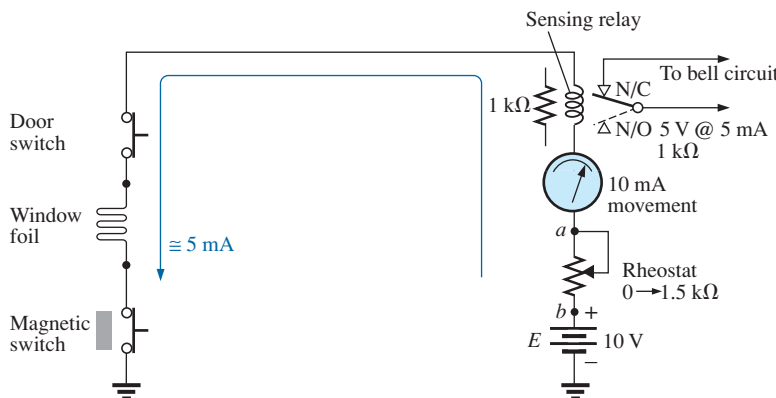 Sensing relay
To bell circuit
N/C
1 kΩ
N/O 5 V @ 5 mA
1 kΩ
Door
switch
10 mA
movement
Window
foil
≅ 5 mA
a
Rheostat
0 → 1.5 kΩ
b +
Magnetic
switch
E 10 V
−